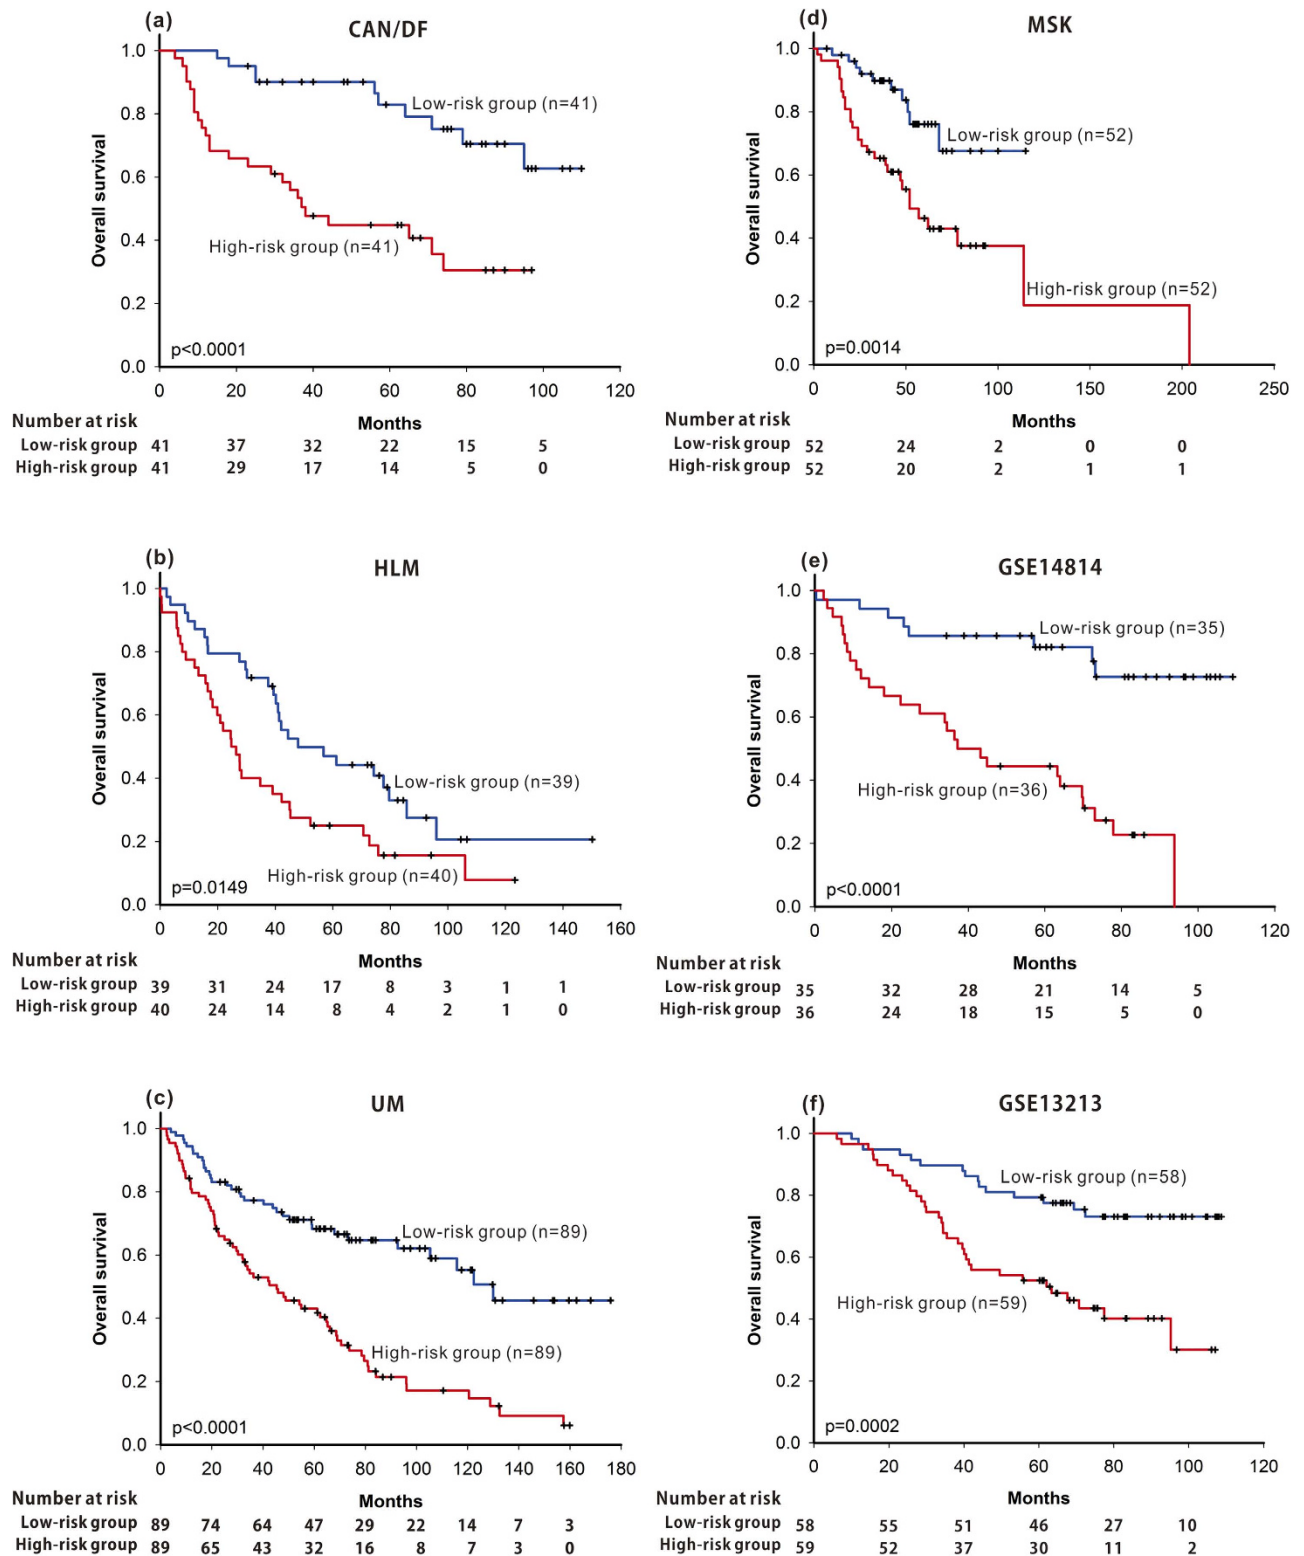 (a)
CAN/DF
1.0
0.8
0.6
0.4
0.2
0.0
Overall survival
Low-risk group (n=41)
High-risk group (n=41)
p<0.0001
0 20 40 60 80 100 120
Months
Number at risk
Low-risk group 41 37 32 22 15 5
High-risk group 41 29 17 14 5 0
(d)
MSK
1.0
0.8
0.6
0.4
0.2
0.0
Overall survival
Low-risk group (n=52)
High-risk group (n=52)
p=0.0014
0 50 100 150 200 250
Months
Number at risk
Low-risk group 52 24 2 0 0
High-risk group 52 20 2 1 1
(b)
HLM
1.0
0.8
0.6
0.4
0.2
0.0
Overall survival
Low-risk group (n=39)
High-risk group (n=40)
p=0.0149
0 20 40 60 80 100 120 140 160
Months
Number at risk
Low-risk group 39 31 24 17 8 3 1 1
High-risk group 40 24 14 8 4 2 1 0
(e)
GSE14814
1.0
0.8
0.6
0.4
0.2
0.0
Overall survival
Low-risk group (n=35)
High-risk group (n=36)
p<0.0001
0 20 40 60 80 100 120
Months
Number at risk
Low-risk group 35 32 28 21 14 5
High-risk group 36 24 18 15 5 0
(c)
UM
1.0
0.8
0.6
0.4
0.2
0.0
Overall survival
Low-risk group (n=89)
High-risk group (n=89)
p<0.0001
0 20 40 60 80 100 120 140 160 180
Months
Number at risk
Low-risk group 89 74 64 47 29 22 14 7 3
High-risk group 89 65 43 32 16 8 7 3 0
(f)
GSE13213
1.0
0.8
0.6
0.4
0.2
0.0
Overall survival
Low-risk group (n=58)
High-risk group (n=59)
p=0.0002
0 20 40 60 80 100 120
Months
Number at risk
Low-risk group 58 55 51 46 27 10
High-risk group 59 52 37 30 11 2